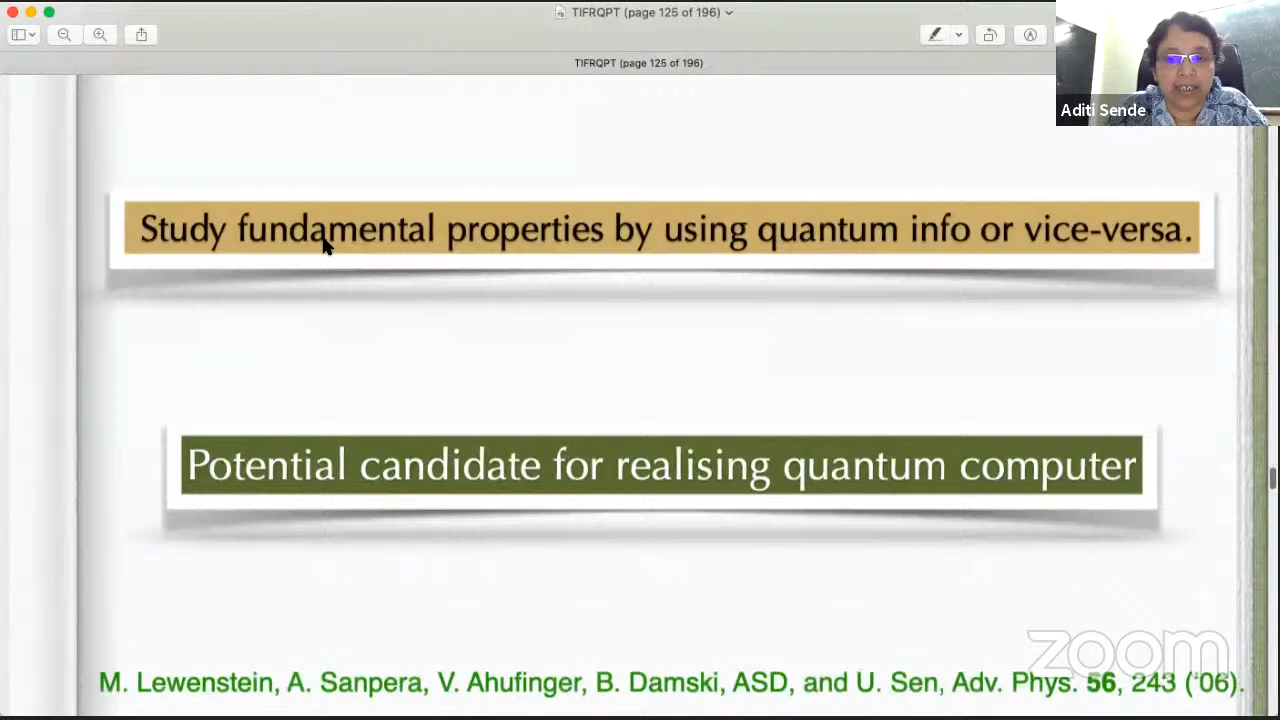 TIFRQPT (page 125 of 196)
TIFRQPT (page 125 of 196)
Aditi Sende
Study fundamental properties by using quantum info or vice-versa.
Potential candidate for realising quantum computer
zoom
M. Lewenstein, A. Sanpera, V. Ahufinger, B. Damski, ASD, and U. Sen, Adv. Phys. 56, 243 ('06).